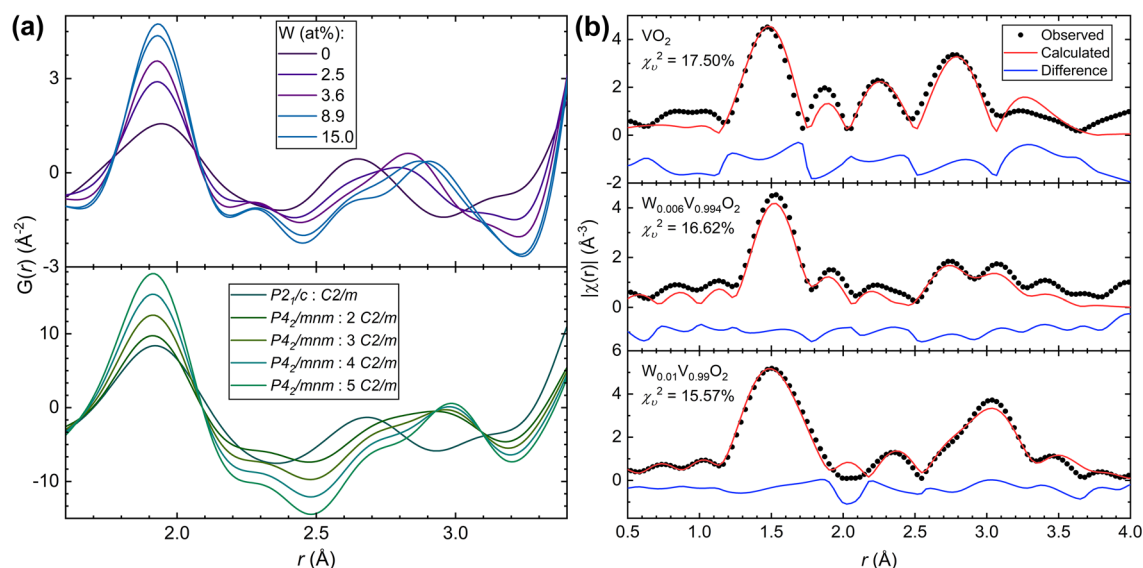 (a)
W (at%):
0
2.5
3.6
8.9
15.0
3
0
-3
P2₁/c : C2/m
P4₂/mnm : 2 C2/m
P4₂/mnm : 3 C2/m
P4₂/mnm : 4 C2/m
P4₂/mnm : 5 C2/m
10
0
-10
G(r) (Å⁻²)
2.0
2.5
3.0
r (Å)
(b)
VO₂
χᵥ² = 17.50%
Observed
Calculated
Difference
4
2
0
-2
W₀.₀₀₆V₀.₉₉₄O₂
χᵥ² = 16.62%
4
2
0
6
W₀.₀₁V₀.₉₉O₂
χᵥ² = 15.57%
4
2
0
|χ(r)| (Å⁻³)
0.5
1.0
1.5
2.0
2.5
3.0
3.5
4.0
r (Å)